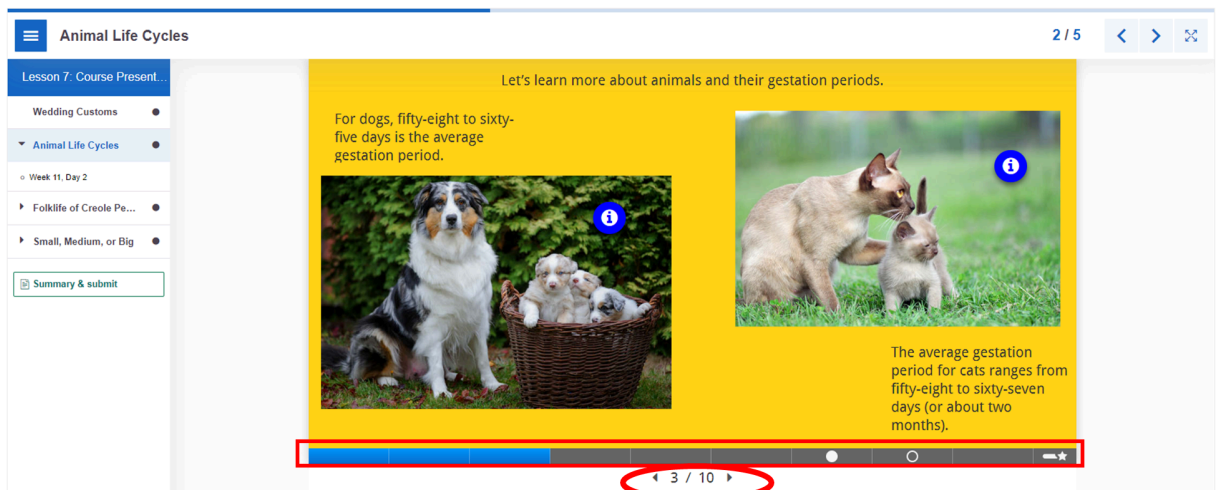 Animal Life Cycles
2 / 5
Lesson 7: Course Present...
Wedding Customs
Animal Life Cycles
Week 11, Day 2
Folklife of Creole Pe...
Small, Medium, or Big
Summary & submit
Let's learn more about animals and their gestation periods.
For dogs, fifty-eight to sixty-
five days is the average
gestation period.
The average gestation
period for cats ranges from
fifty-eight to sixty-seven
days (or about two
months).
3 / 10